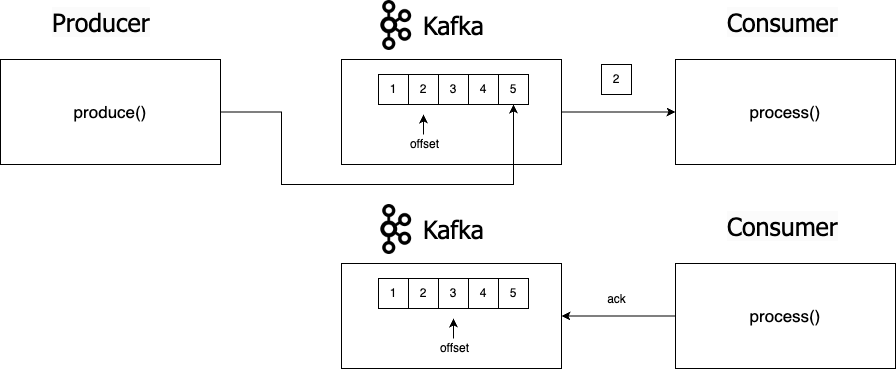 Producer
Kafka
Consumer
produce()
1 2 3 4 5
offset
2
process()
Kafka
Consumer
1 2 3 4 5
offset
ack
process()